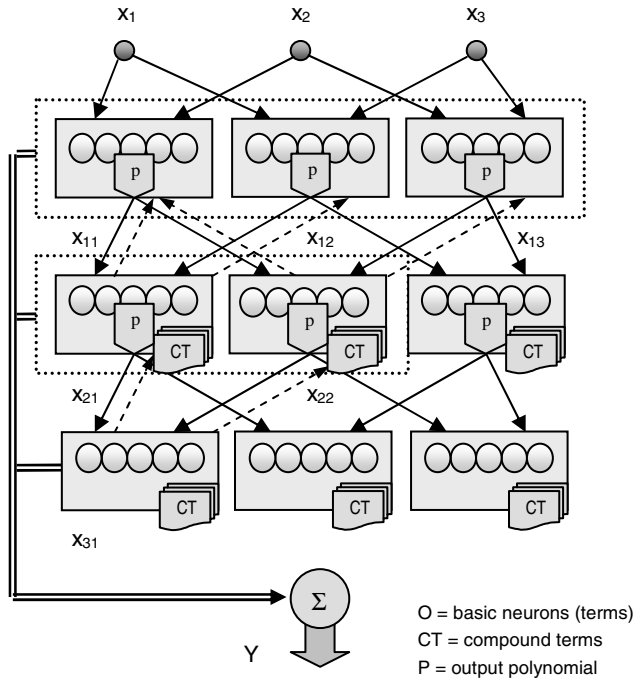 x1 x2 x3
p p p
x11 x12 x13
p p p
CT CT CT
x21 x22
CT CT CT
x31
Σ
Y
O = basic neurons (terms)
CT = compound terms
P = output polynomial